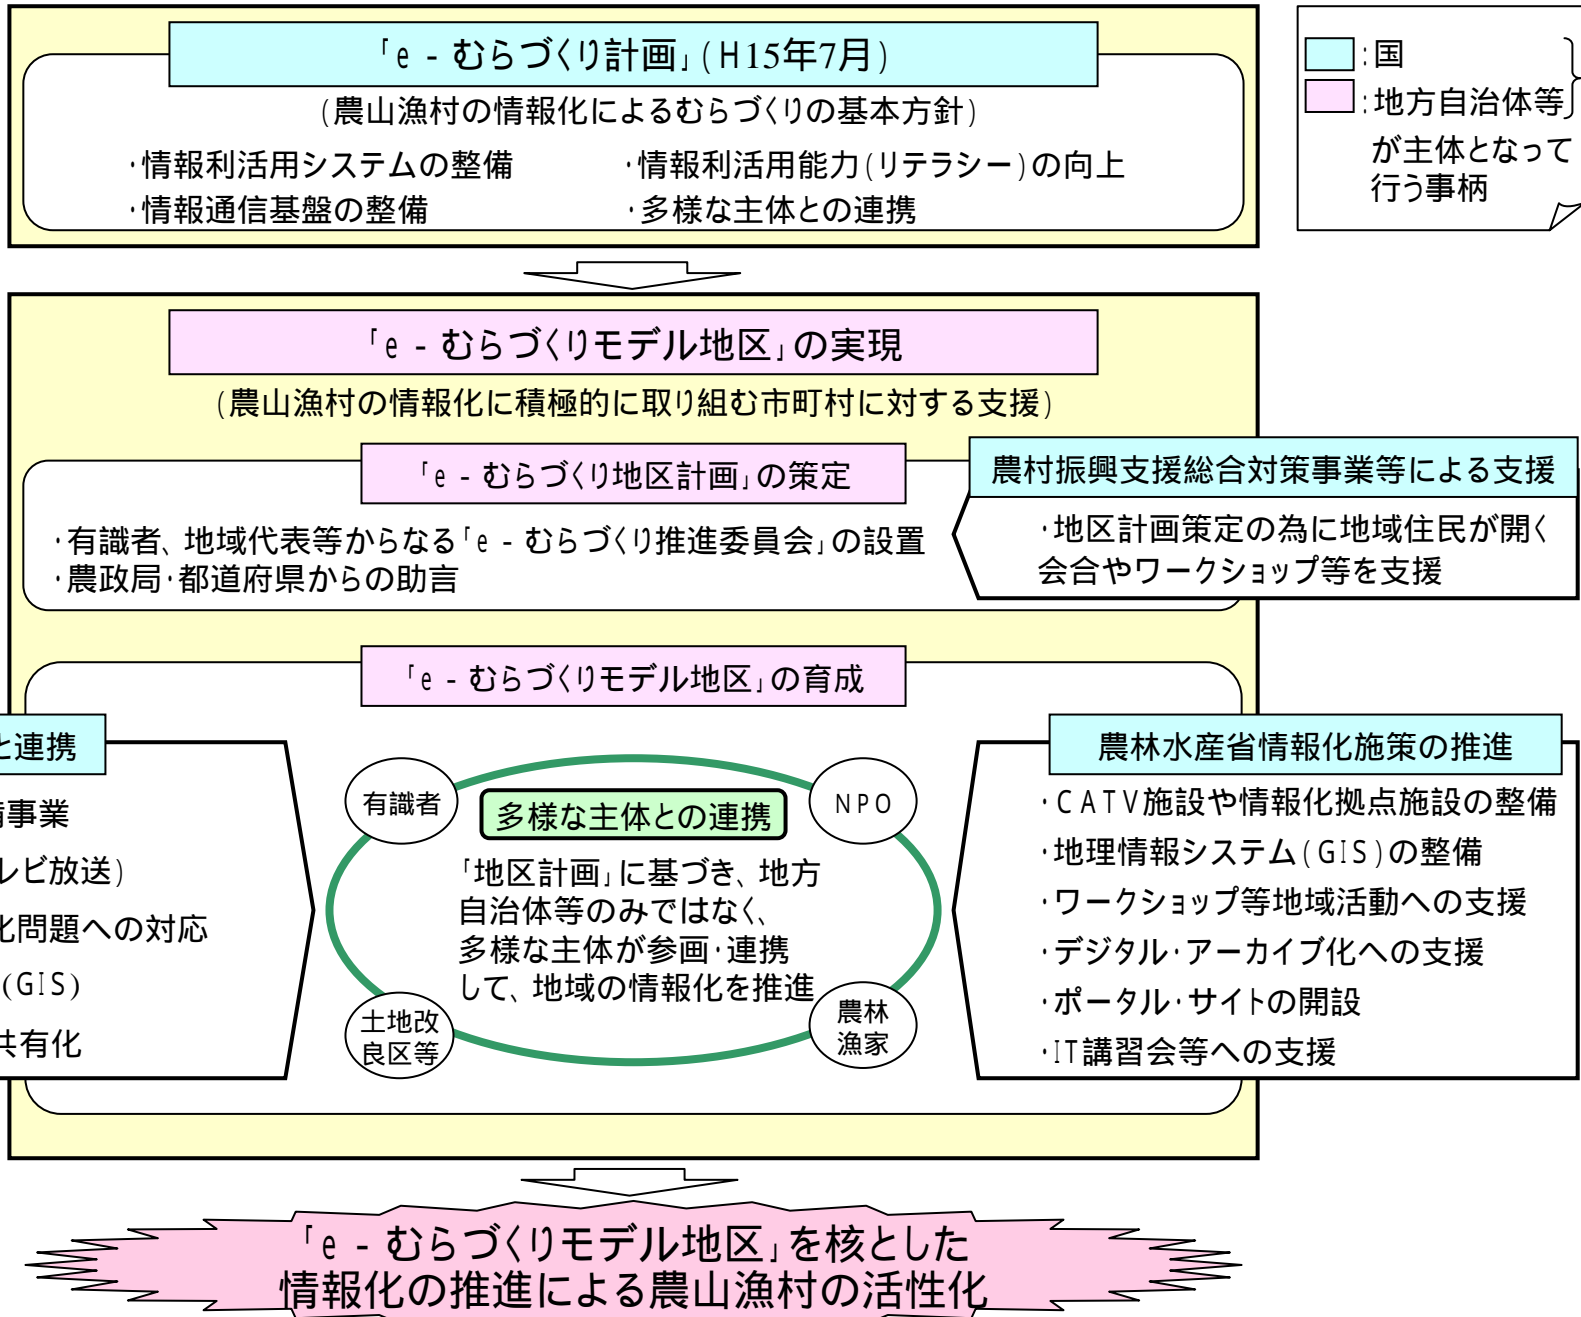 「e - むらづくり計画」(H15年7月)
(農山漁村の情報化によるむらづくりの基本方針)
・情報利活用システムの整備
・情報利活用能力(リテラシー)の向上
・情報通信基盤の整備
・多様な主体との連携
:国
:地方自治体等
が主体となって
行う事柄
「e - むらづくりモデル地区」の実現
(農山漁村の情報化に積極的に取り組む市町村に対する支援)
「e - むらづくり地区計画」の策定
・有識者、地域代表等からなる「e - むらづくり推進委員会」の設置
・農政局・都道府県からの助言
農村振興支援総合対策事業等による支援
・地区計画策定の為に地域住民が開く
会合やワークショップ等を支援
「e - むらづくりモデル地区」の育成
と連携
事業
レビ放送)
化問題への対応
(GIS)
共有化
有識者
NPO
多様な主体との連携
「地区計画」に基づき、地方
自治体等のみではなく、
多様な主体が参画・連携
して、地域の情報化を推進
土地改
良区等
農林
漁家
農林水産省情報化施策の推進
・CATV施設や情報化拠点施設の整備
・地理情報システム(GIS)の整備
・ワークショップ等地域活動への支援
・デジタル・アーカイブ化への支援
・ポータル・サイトの開設
・IT講習会等への支援
「e - むらづくりモデル地区」を核とした
情報化の推進による農山漁村の活性化